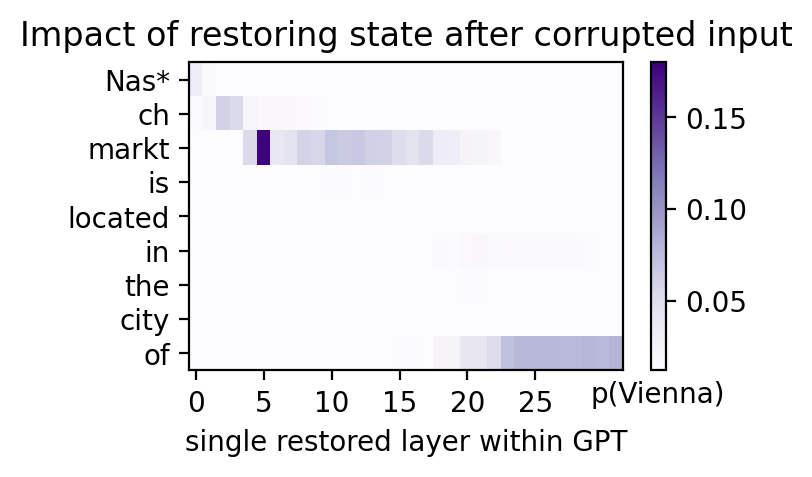 Impact of restoring state after corrupted input
Nas*
ch
markt
is
located
in
the
city
of
0 5 10 15 20 25
single restored layer within GPT
0.15
0.10
0.05
p(Vienna)